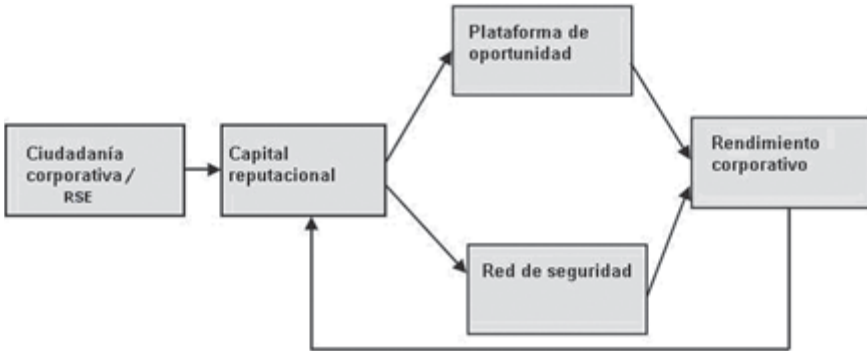 Plataforma de
oportunidad
Ciudadanía
corporativa /
RSE
Capital
reputacional
Rendimiento
corporativo
Red de seguridad